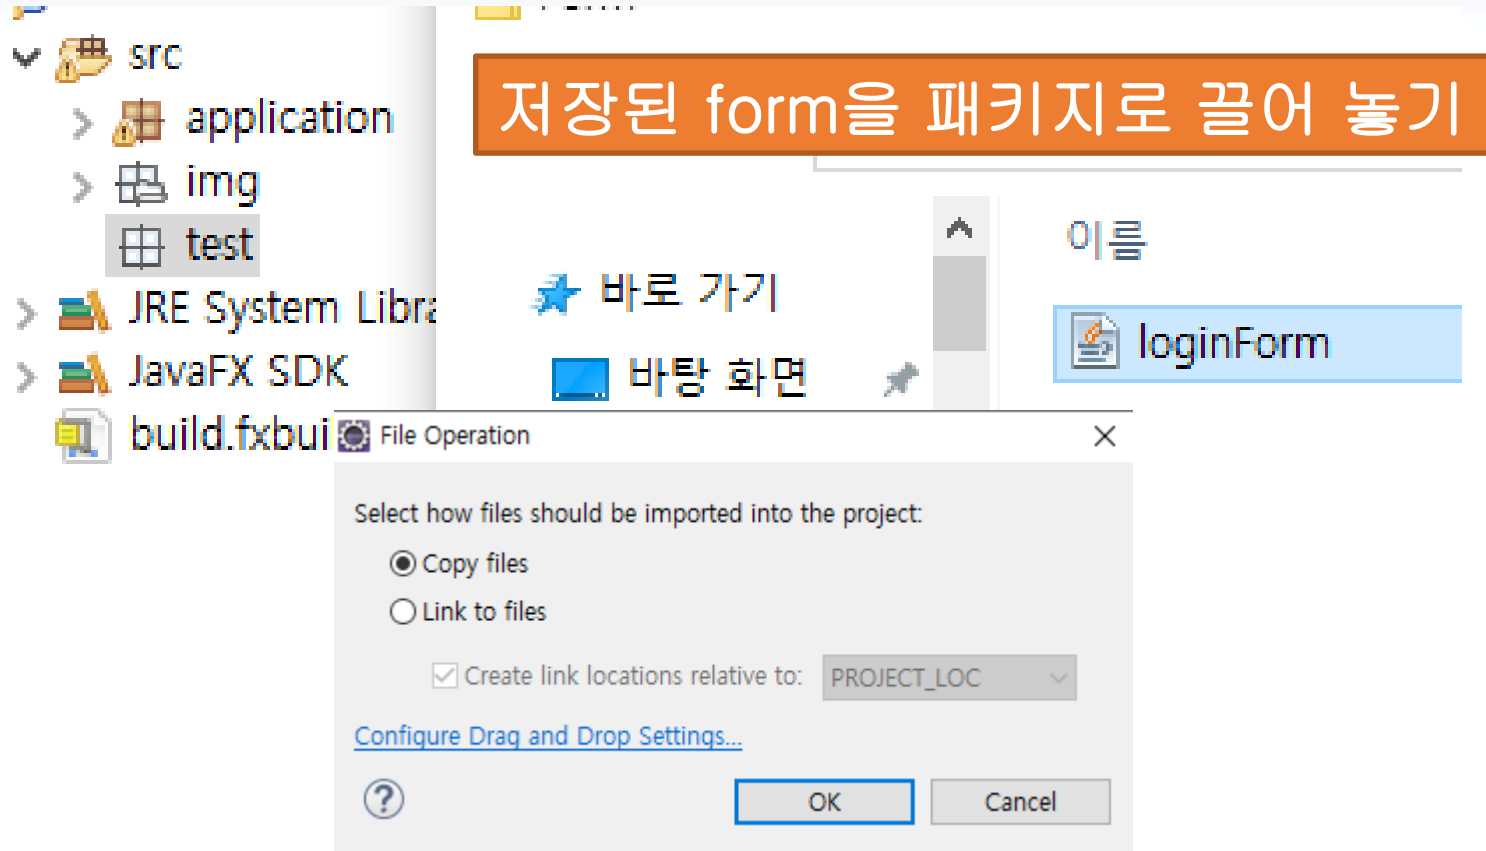 src
application
img
test
JRE System Libra
JavaFX SDK
build.fxbui
저장된 form을 패키지로 끌어 놓기
이름
바로 가기
바탕 화면
loginForm
File Operation
Select how files should be imported into the project:
Copy files
Link to files
Create link locations relative to: PROJECT_LOC
Configure Drag and Drop Settings...
OK Cancel